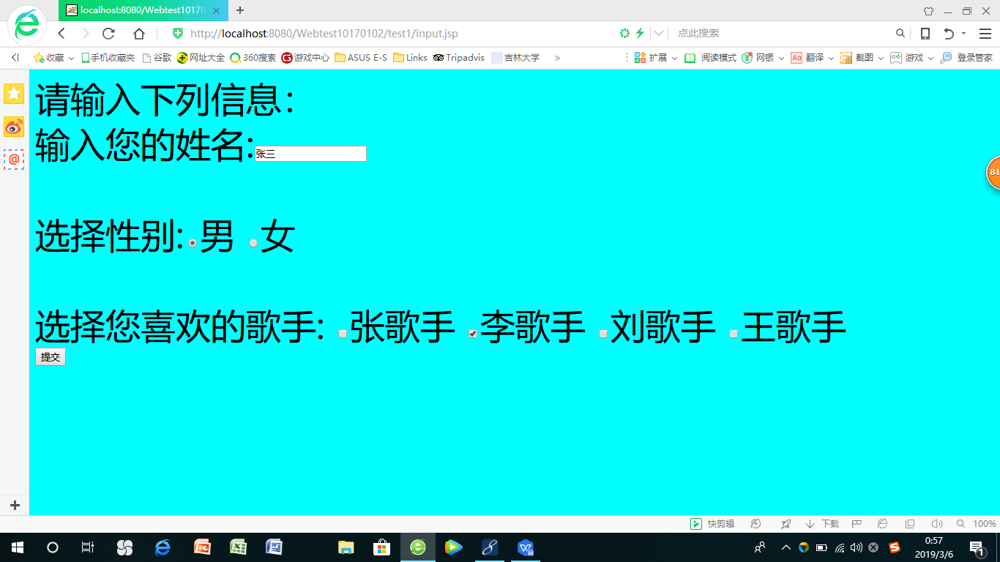 localhost:8080/Webtest10170
http://localhost:8080/Webtest10170102/test1/input.jsp
点此搜索
收藏 手机收藏夹 谷歌 网址大全 360搜索 游戏中心 ASUS E-S Links Tripadvis 吉林大学 » 扩展 阅读模式 网银 Aa 翻译 截图 游戏 登录管家
请输入下列信息：
输入您的姓名:张三
选择性别:男 女
选择您喜欢的歌手: 张歌手 李歌手 刘歌手 王歌手
提交
81
快剪辑 下载 100%
0:57
2019/3/6
1